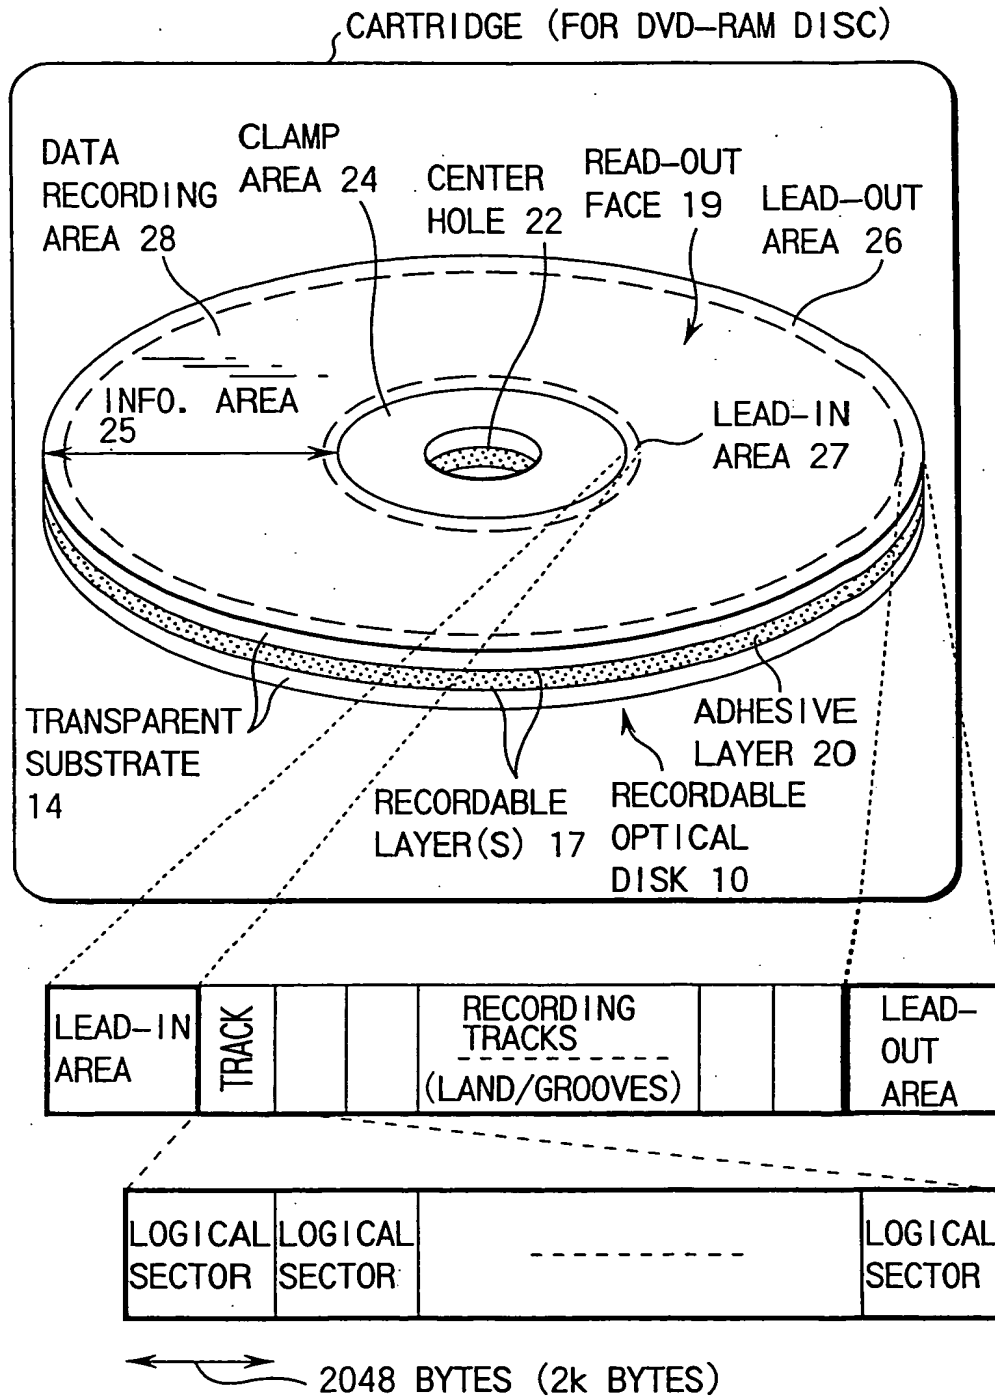 CARTRIDGE (FOR DVD-RAM DISC)
DATA
RECORDING
AREA 28
CLAMP
AREA 24
CENTER
HOLE 22
READ-OUT
FACE 19
LEAD-OUT
AREA 26
INFO. AREA
25
LEAD-IN
AREA 27
TRANSPARENT
SUBSTRATE
14
RECORDABLE
LAYER(S) 17
ADHESIVE
LAYER 20
RECORDABLE
OPTICAL
DISK 10
LEAD-IN
AREA
TRACK
RECORDING
TRACKS
(LAND/GROOVES)
LEAD-
OUT
AREA
LOGICAL
SECTOR
LOGICAL
SECTOR
LOGICAL
SECTOR
2048 BYTES (2k BYTES)